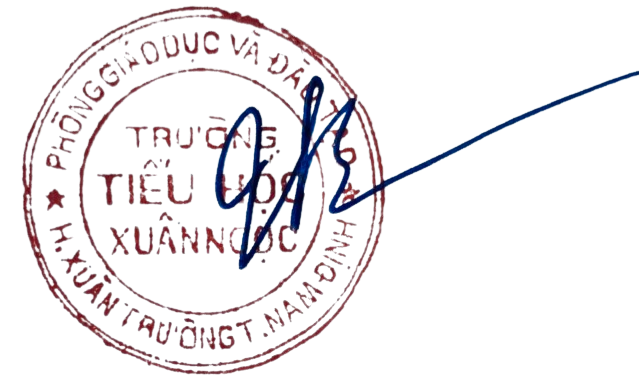 PHÒNG GIÁO DỤC VÀ ĐÀO TẠO
TRƯỜNG
TIỂU HỌC
XUÂN NGỌC
★ H. XUÂN TRƯỜNG T. NAM ĐỊNH ★